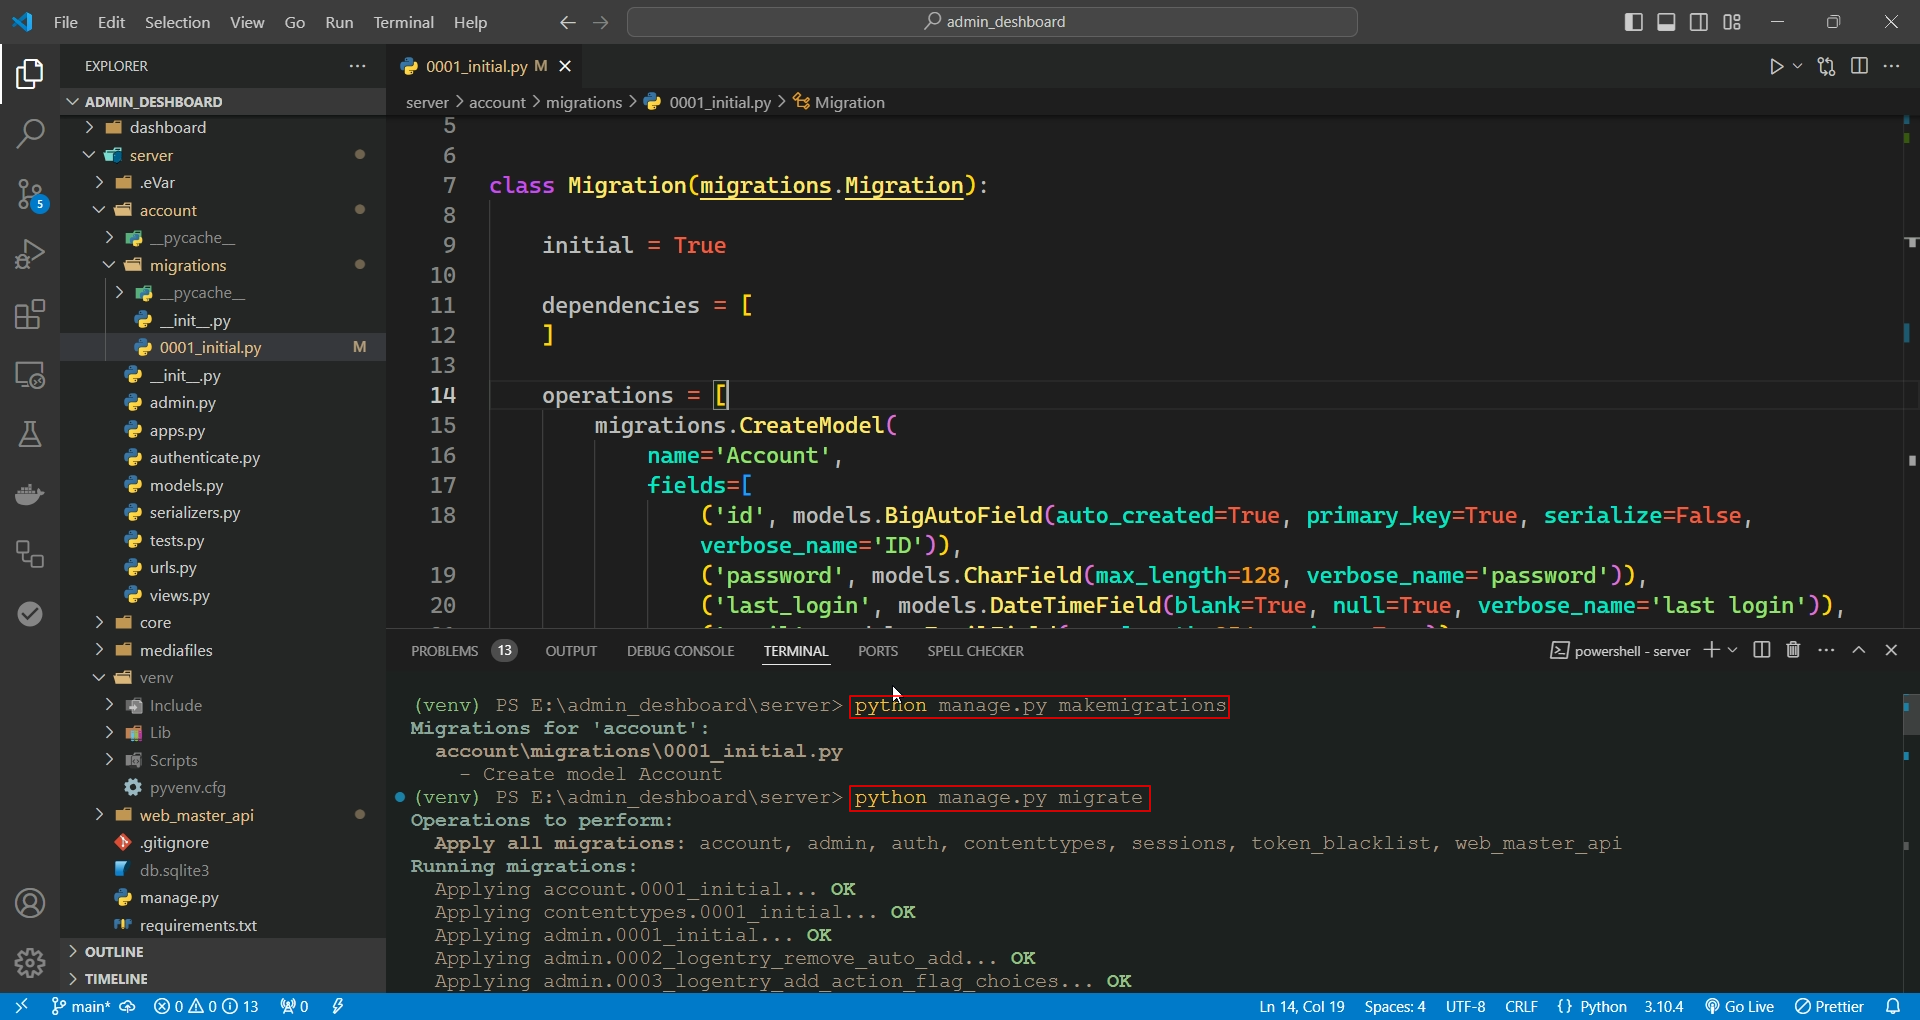 File Edit Selection View Go Run Terminal Help
admin_deshboard
EXPLORER
0001_initial.py M
ADMIN_DESHBOARD
server > account > migrations > 0001_initial.py > Migration
dashboard
server
.eVar
account
__pycache__
migrations
__pycache__
__init__.py
0001_initial.py M
__init__.py
admin.py
apps.py
authenticate.py
models.py
serializers.py
tests.py
urls.py
views.py
core
mediafiles
venv
Include
Lib
Scripts
pyvenv.cfg
web_master_api
.gitignore
db.sqlite3
manage.py
requirements.txt
OUTLINE
TIMELINE
5
5
6
7 class Migration(migrations.Migration):
8
9 initial = True
10
11 dependencies = [
12 ]
13
14 operations = [
15 migrations.CreateModel(
16 name='Account',
17 fields=[
18 ('id', models.BigAutoField(auto_created=True, primary_key=True, serialize=False,
verbose_name='ID')),
19 ('password', models.CharField(max_length=128, verbose_name='password')),
20 ('last_login', models.DateTimeField(blank=True, null=True, verbose_name='last login')),
PROBLEMS 13 OUTPUT DEBUG CONSOLE TERMINAL PORTS SPELL CHECKER
powershell - server
(venv) PS E:\admin_deshboard\server> python manage.py makemigrations
Migrations for 'account':
account\migrations\0001_initial.py
- Create model Account
(venv) PS E:\admin_deshboard\server> python manage.py migrate
Operations to perform:
Apply all migrations: account, admin, auth, contenttypes, sessions, token_blacklist, web_master_api
Running migrations:
Applying account.0001_initial... OK
Applying contenttypes.0001_initial... OK
Applying admin.0001_initial... OK
Applying admin.0002_logentry_remove_auto_add... OK
Applying admin.0003_logentry_add_action_flag_choices... OK
main* 0 0 13 0
Ln 14, Col 19 Spaces: 4 UTF-8 CRLF {} Python 3.10.4 Go Live Prettier